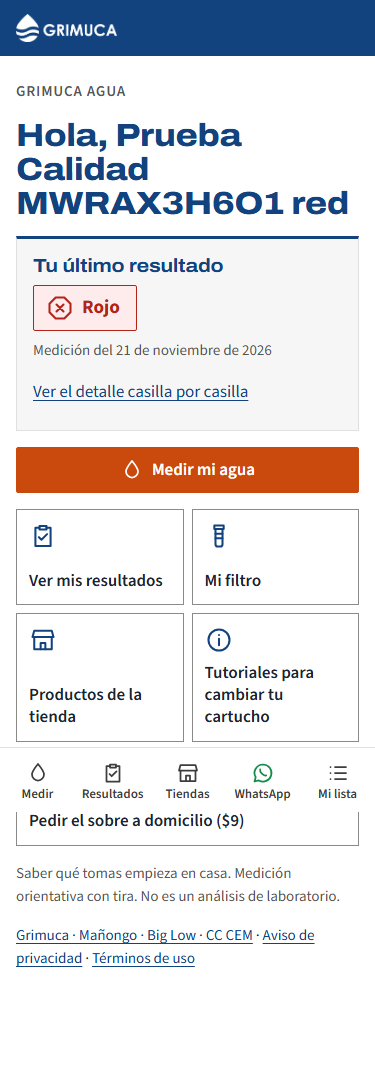 GRIMUCA
GRIMUCA AGUA
Hola, Prueba
Calidad
MWRAX3H6O1 red
Tu último resultado
Rojo
Medición del 21 de noviembre de 2026
Ver el detalle casilla por casilla
Medir mi agua
Ver mis resultados
Mi filtro
Productos de la
tienda
Tutoriales para
cambiar tu
cartucho
Medir
Resultados
Tiendas
WhatsApp
Mi lista
Pedir el sobre a domicilio ($9)
Saber qué tomas empieza en casa. Medición
orientativa con tira. No es un análisis de laboratorio.
Grimuca · Mañongo · Big Low · CC CEM · Aviso de
privacidad · Términos de uso